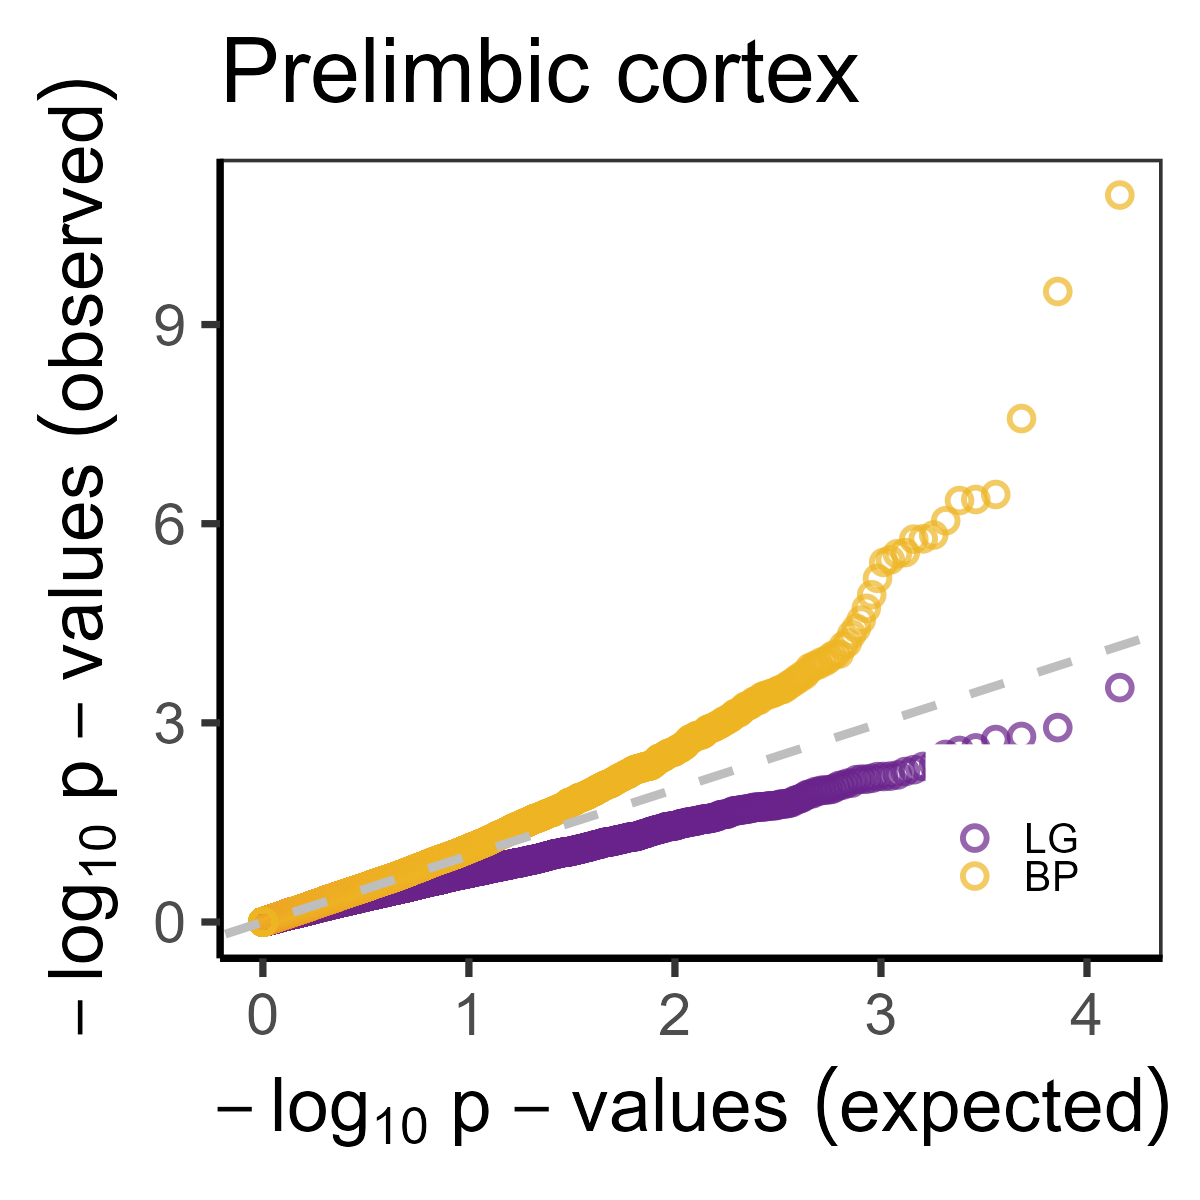 Prelimbic cortex
− log10 p − values (observed)
9
6
3
0
LG
BP
0 1 2 3 4
− log10 p − values (expected)